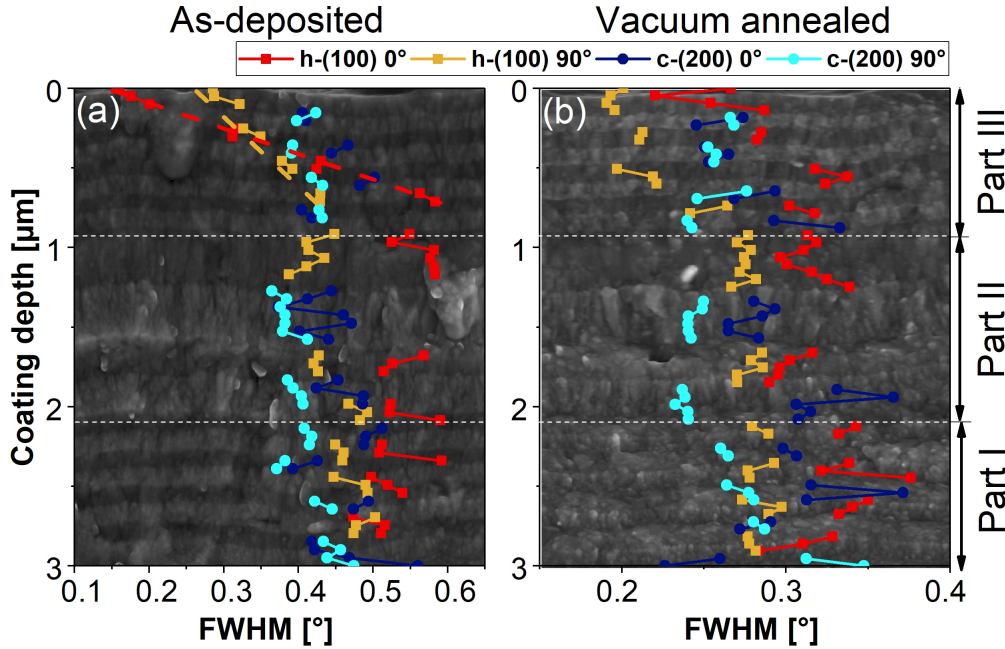 As-deposited
Vacuum annealed
h-(100) 0° h-(100) 90° c-(200) 0° c-(200) 90°
(a)
(b)
Coating depth [µm]
0
1
2
3
0.1 0.2 0.3 0.4 0.5 0.6
FWHM [°]
0
1
2
3
0.2 0.3 0.4
FWHM [°]
Part III
Part II
Part I